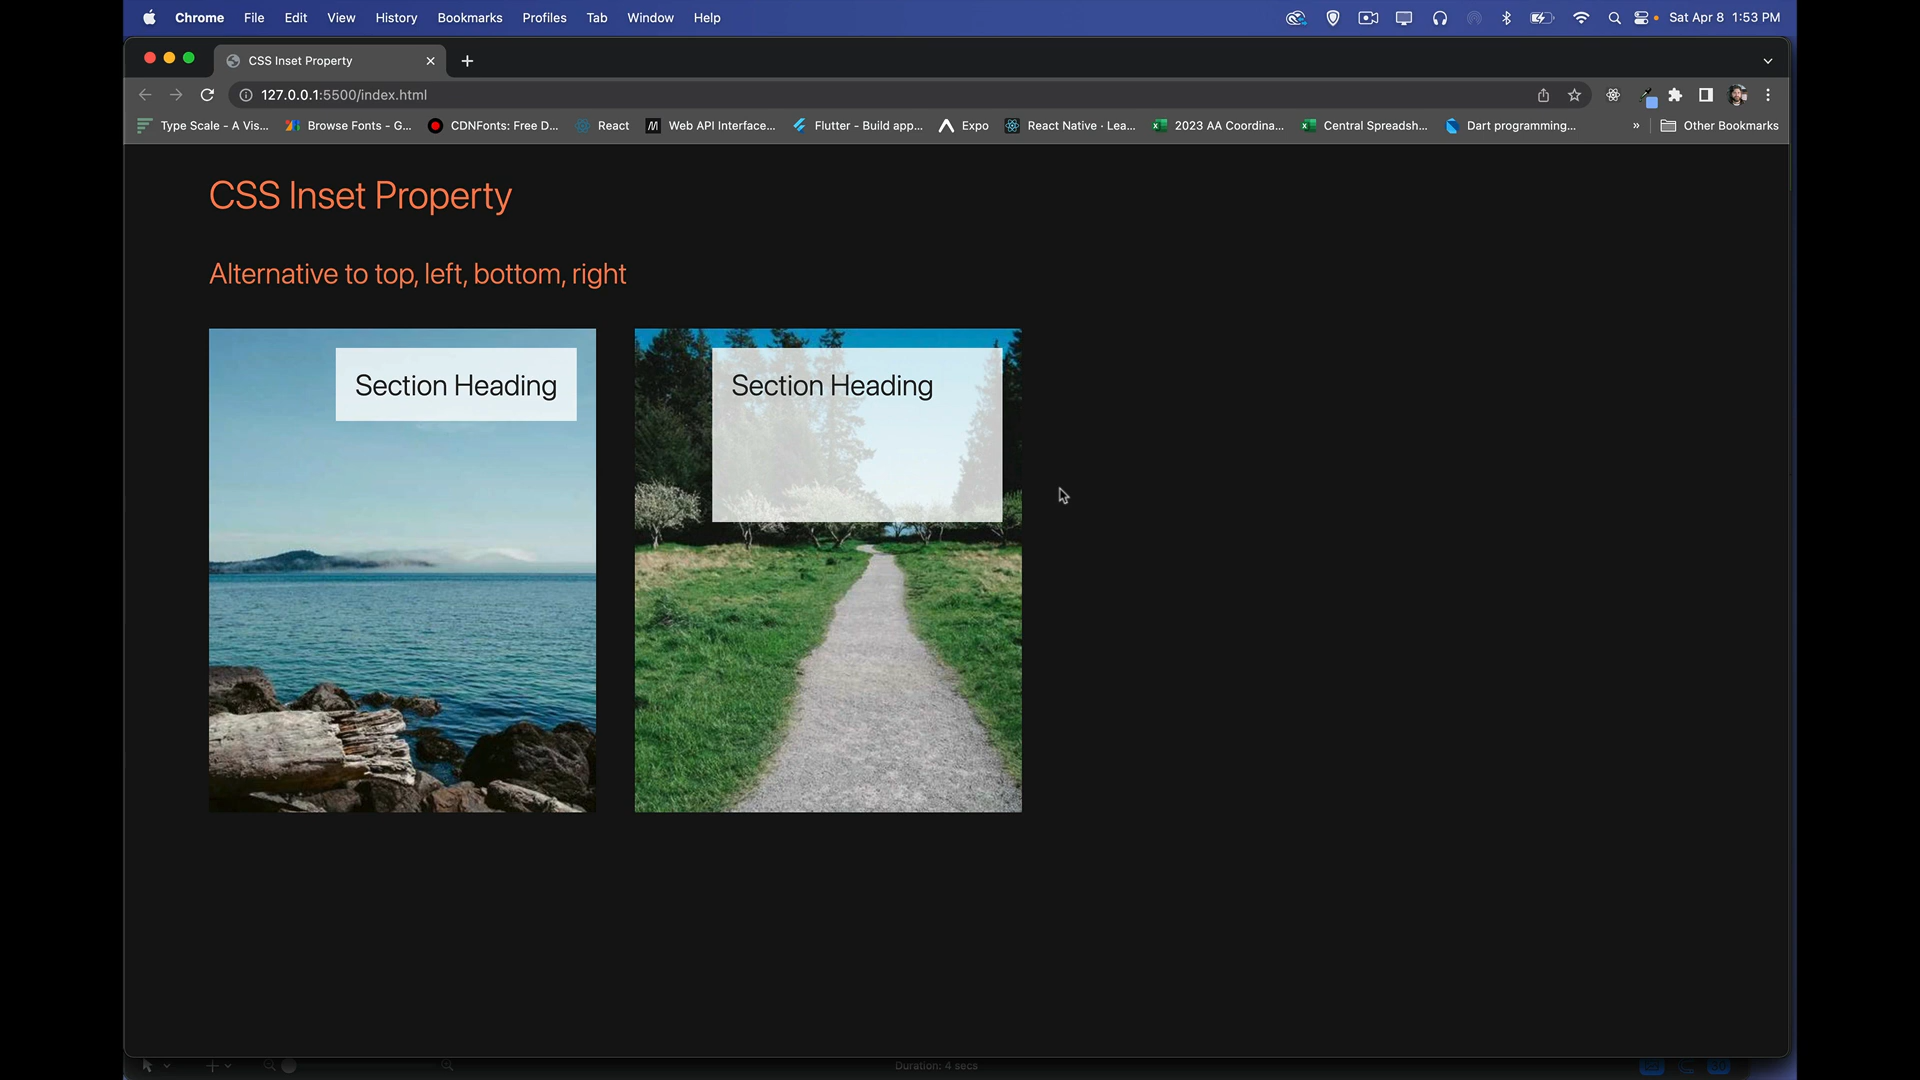 Chrome File Edit View History Bookmarks Profiles Tab Window Help Sat Apr 8 1:53 PM
CSS Inset Property
127.0.0.1:5500/index.html
Type Scale - A Vis... Browse Fonts - G... CDNFonts: Free D... React Web API Interface... Flutter - Build app... Expo React Native · Lea... 2023 AA Coordina... Central Spreadsh... Dart programming... » Other Bookmarks
CSS Inset Property
Alternative to top, left, bottom, right
Section Heading
Section Heading
Duration: 4 secs